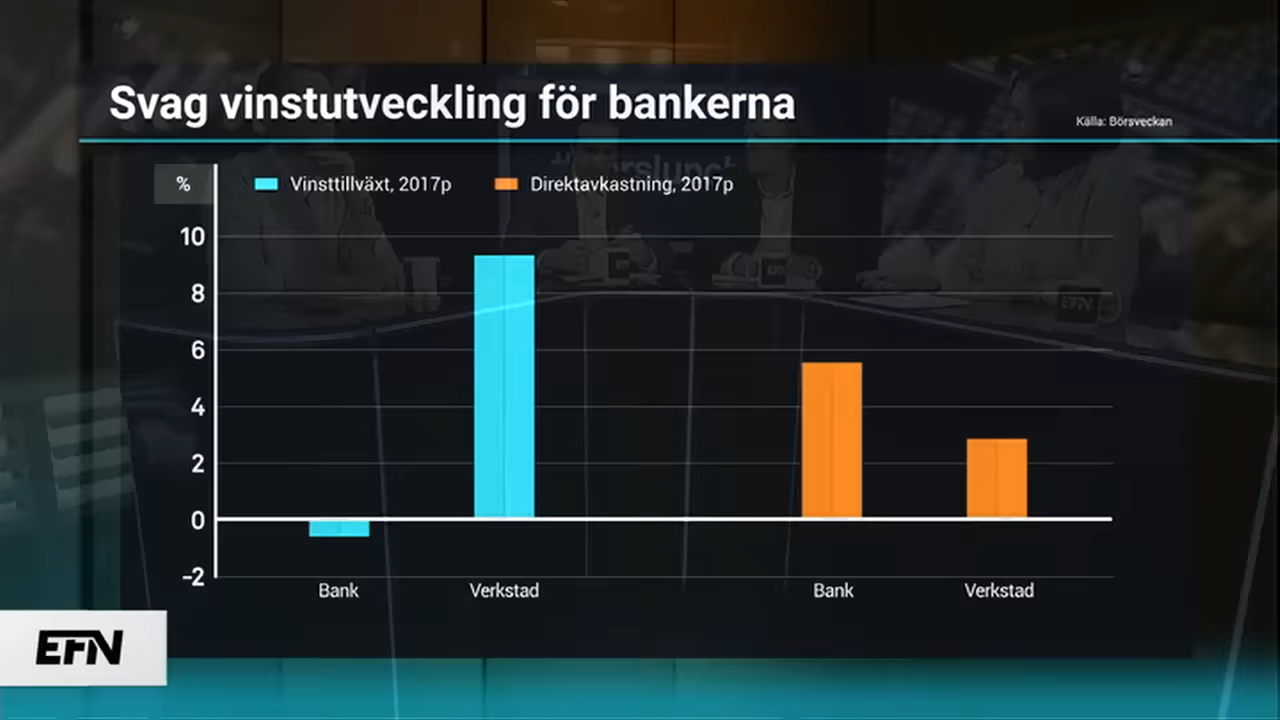 Svag vinstutveckling för bankerna
Källa: Börsveckan
%
Vinsttillväxt, 2017p
Direktavkastning, 2017p
10
8
6
4
2
0
-2
Bank
Verkstad
Bank
Verkstad
EFN
EFN